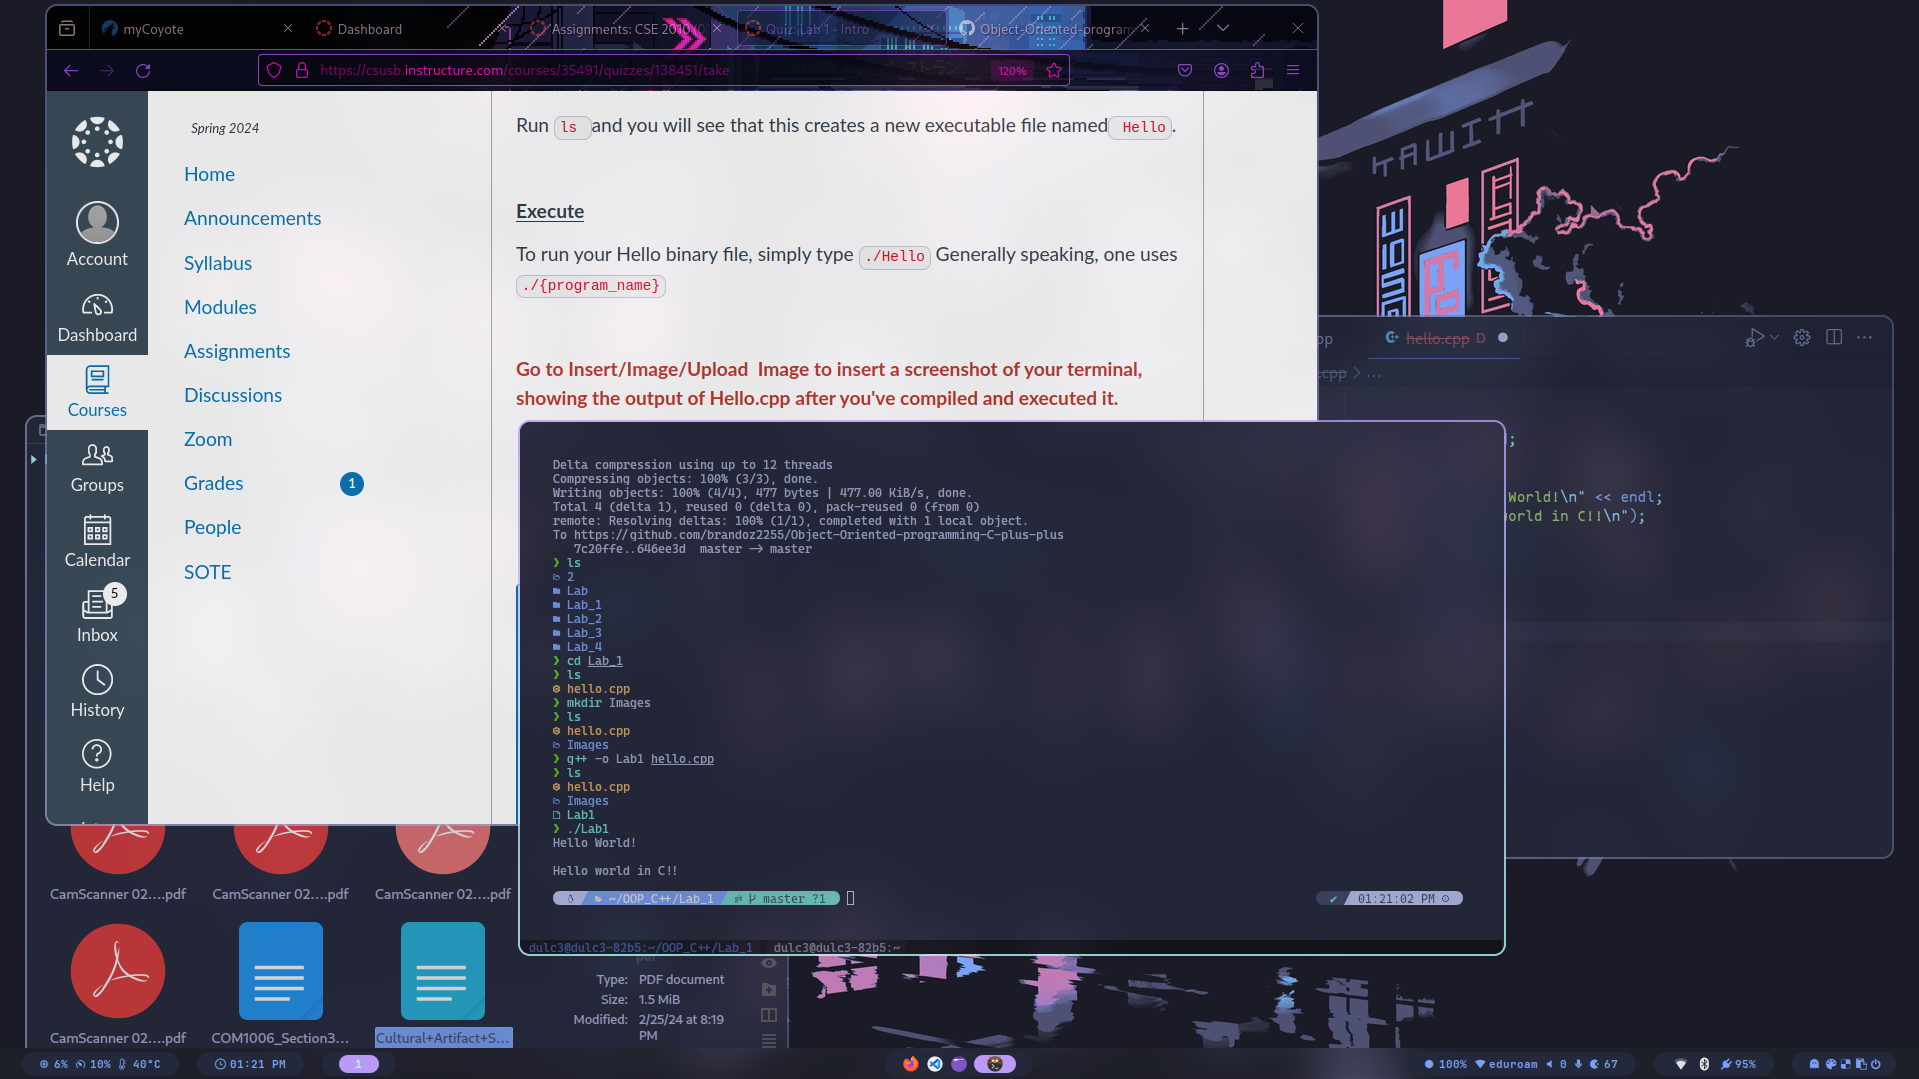 myCoyote
Dashboard
Assignments: CSE 2010
Quiz: Lab 1 - Intro
Object-Oriented-program
https://csusb.instructure.com/courses/35491/quizzes/138451/take
120%
Account
Dashboard
Courses
Groups
Calendar
5
Inbox
History
Help
Spring 2024
Home
Announcements
Syllabus
Modules
Assignments
Discussions
Zoom
Grades
1
People
SOTE
Run ls and you will see that this creates a new executable file named Hello.
Execute
To run your Hello binary file, simply type ./Hello Generally speaking, one uses
./{program_name}
Go to Insert/Image/Upload Image to insert a screenshot of your terminal,
showing the output of Hello.cpp after you've compiled and executed it.
KAWIIT
pp
hello.cpp D
.cpp > ...
;
World!\n" << endl;
orld in C!!\n");
Delta compression using up to 12 threads
Compressing objects: 100% (3/3), done.
Writing objects: 100% (4/4), 477 bytes | 477.00 KiB/s, done.
Total 4 (delta 1), reused 0 (delta 0), pack-reused 0 (from 0)
remote: Resolving deltas: 100% (1/1), completed with 1 local object.
To https://github.com/brandoz2255/Object-Oriented-programming-C-plus-plus
7c20ffe..646ee3d master -> master
❯ ls
2
Lab
Lab_1
Lab_2
Lab_3
Lab_4
❯ cd Lab_1
❯ ls
hello.cpp
❯ mkdir Images
❯ ls
hello.cpp
Images
❯ g++ -o Lab1 hello.cpp
❯ ls
hello.cpp
Images
Lab1
❯ ./Lab1
Hello World!
Hello world in C!!
~/OOP_C++/Lab_1 master ?1
✔ 01:21:02 PM
dulc3@dulc3-82b5:~/OOP_C++/Lab_1
dulc3@dulc3-82b5:~
CamScanner 02....pdf
CamScanner 02....pdf
CamScanner 02....pdf
CamScanner 02....pdf
COM1006_Section3...
Cultural+Artifact+S...
pdf
Type: PDF document
Size: 1.5 MiB
Modified: 2/25/24 at 8:19
PM
6% 10% 40°C
01:21 PM
1
100% eduroam 0 67
95%